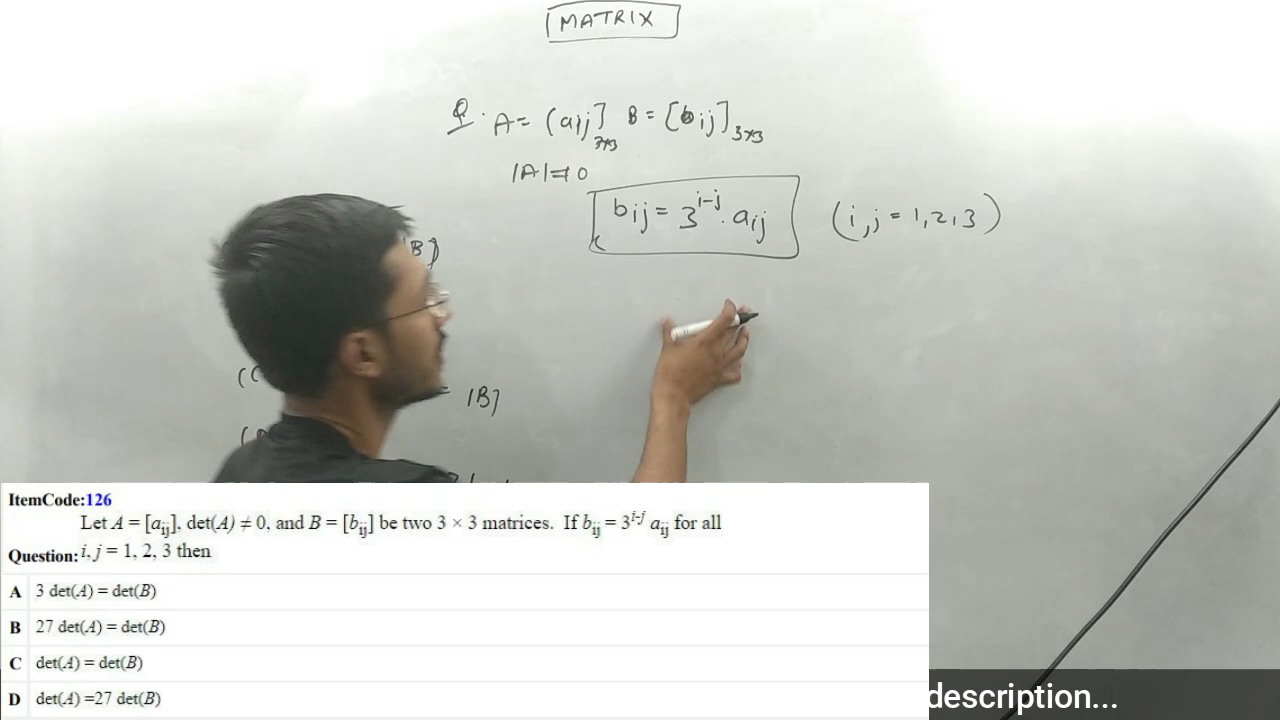 MATRIX
Q. A = (aij]3×3 B = [bij]3×3
|A| ≠ 0
bij = 3^i-j . aij (i,j = 1,2,3)
B)
(C
= |B]
ItemCode:126
Let A = [aij], det(A) ≠ 0, and B = [bij] be two 3 × 3 matrices. If bij = 3^i-j aij for all
Question: i, j = 1, 2, 3 then
A 3 det(A) = det(B)
B 27 det(A) = det(B)
C det(A) = det(B)
D det(A) =27 det(B)
description...